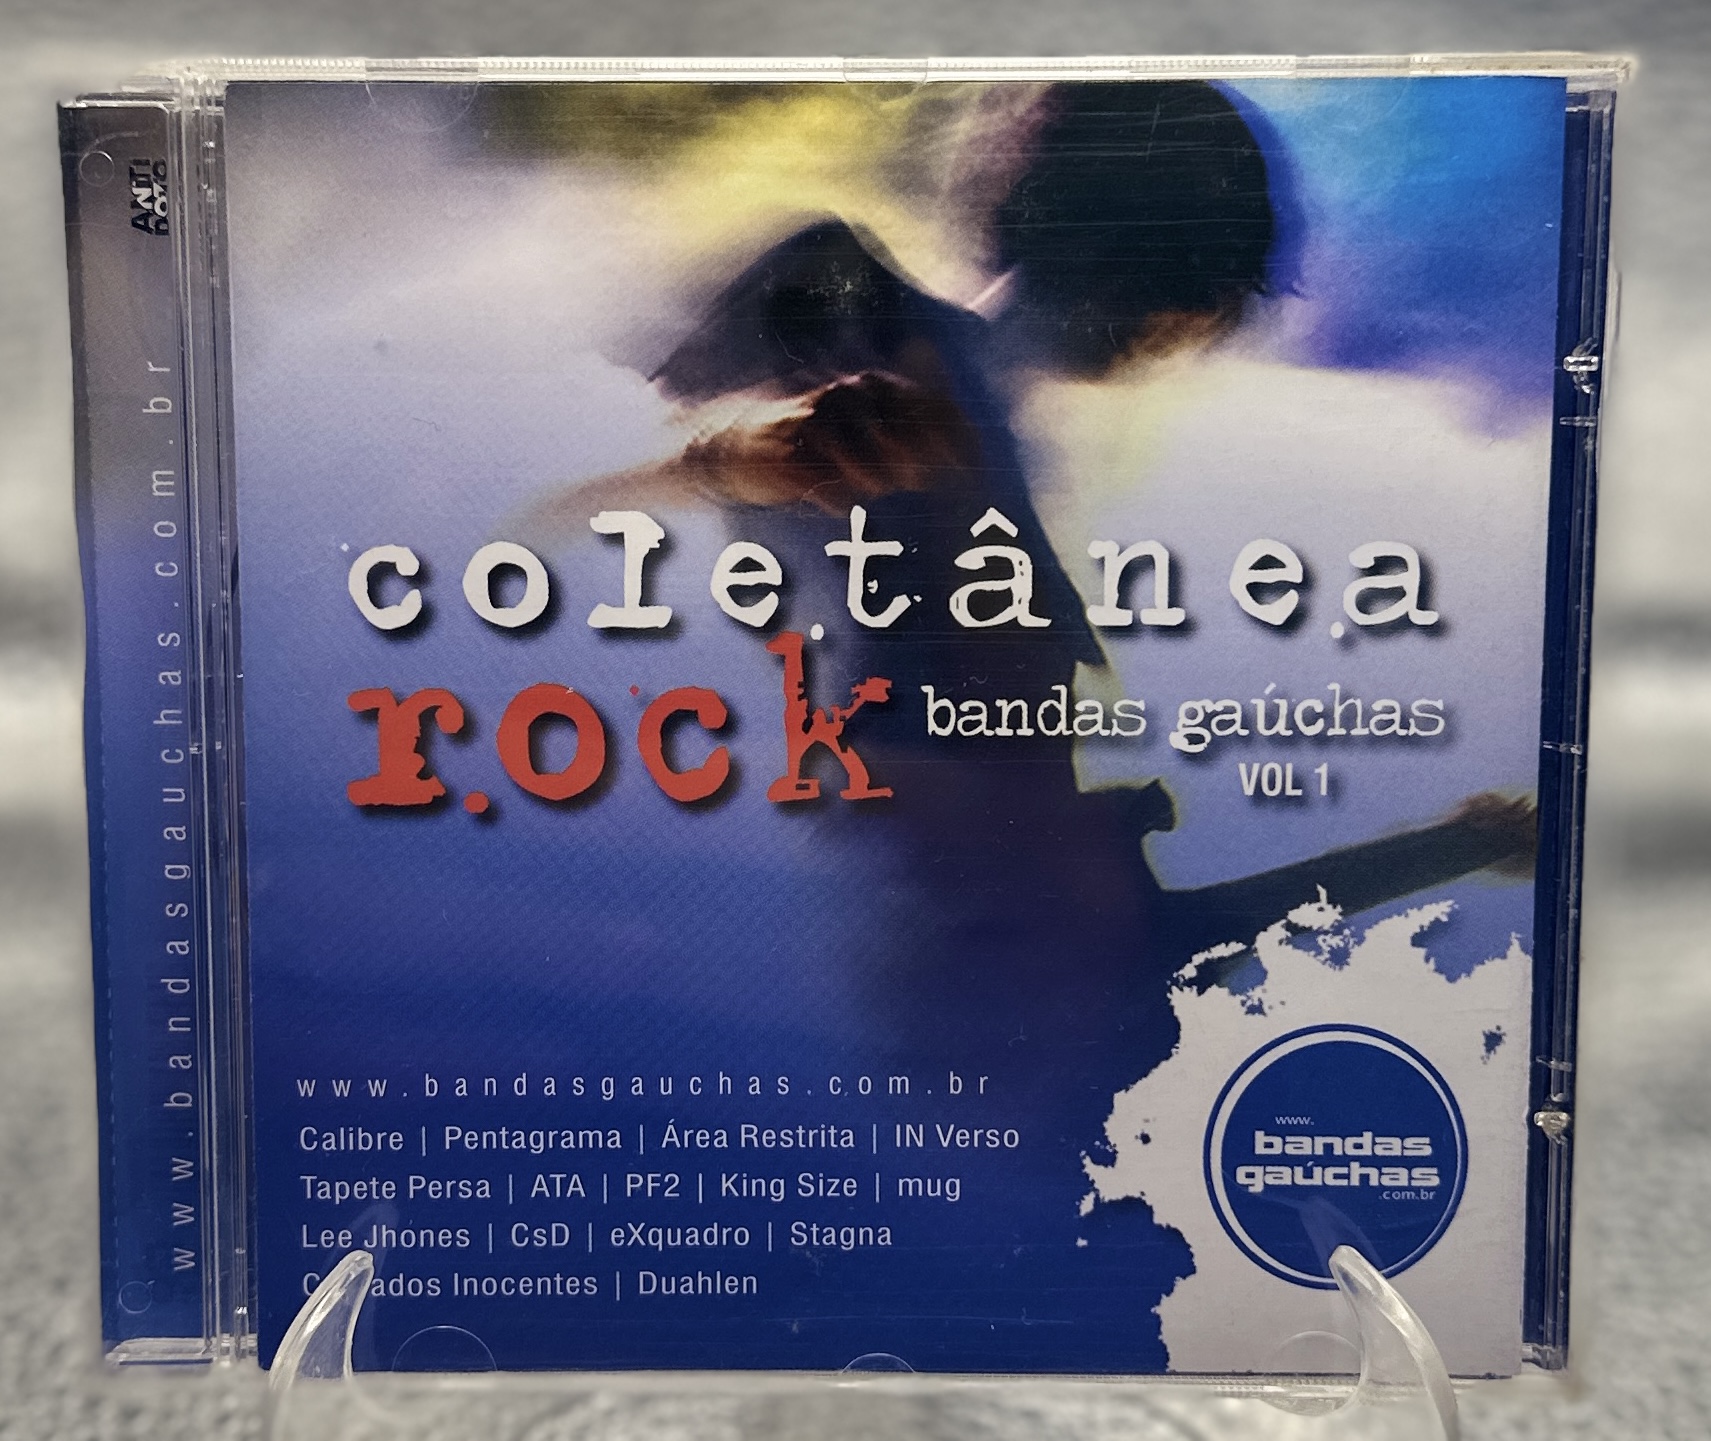 ANTI
DOTO
www.bandasgauchas.com.br
coletânea
rock bandas gaúchas
VOL 1
www.bandasgauchas.com.br
Calibre | Pentagrama | Área Restrita | IN Verso
Tapete Persa | ATA | PF2 | King Size | mug
Lee Jhones | CsD | eXquadro | Stagna
Inocentes | Duahlen
www.
bandas
gaúchas
.com.br